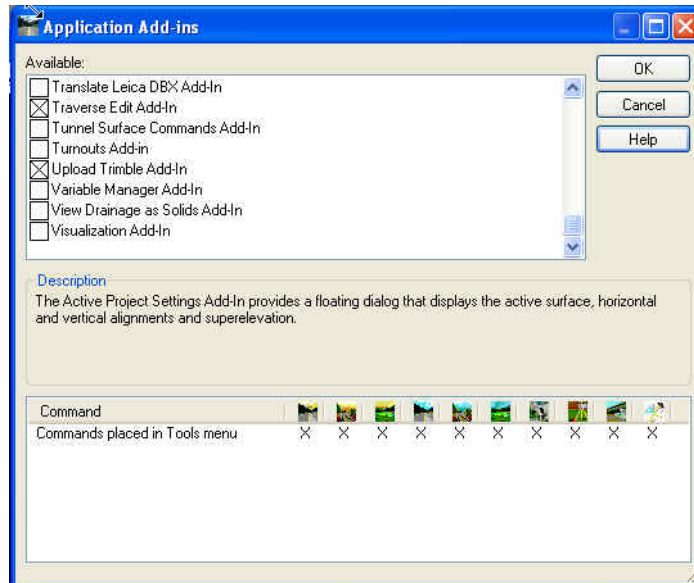 Application Add-ins
Available:
Translate Leica DBX Add-In
Traverse Edit Add-In
Tunnel Surface Commands Add-In
Turnouts Add-in
Upload Trimble Add-In
Variable Manager Add-In
View Drainage as Solids Add-In
Visualization Add-In
OK
Cancel
Help
Description
The Active Project Settings Add-In provides a floating dialog that displays the active surface, horizontal
and vertical alignments and superelevation.
Command
Commands placed in Tools menu X X X X X X X X X X